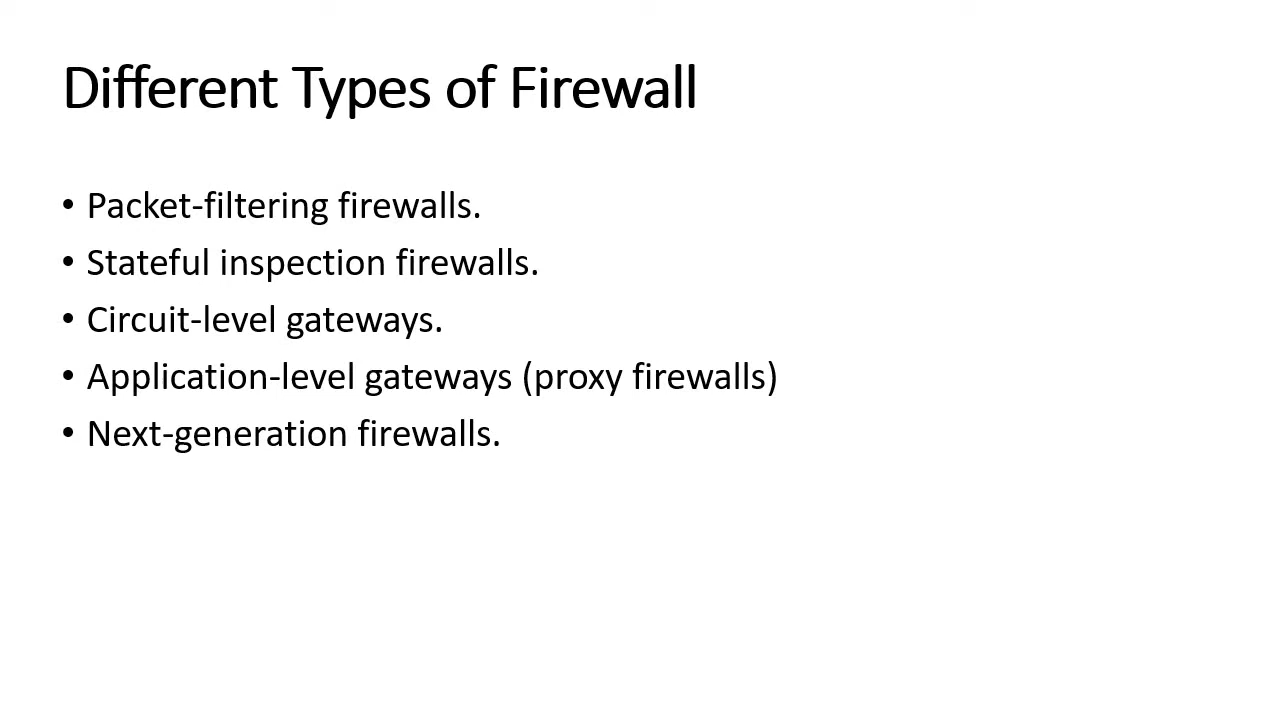 Different Types of Firewall
• Packet-filtering firewalls.
• Stateful inspection firewalls.
• Circuit-level gateways.
• Application-level gateways (proxy firewalls)
• Next-generation firewalls.